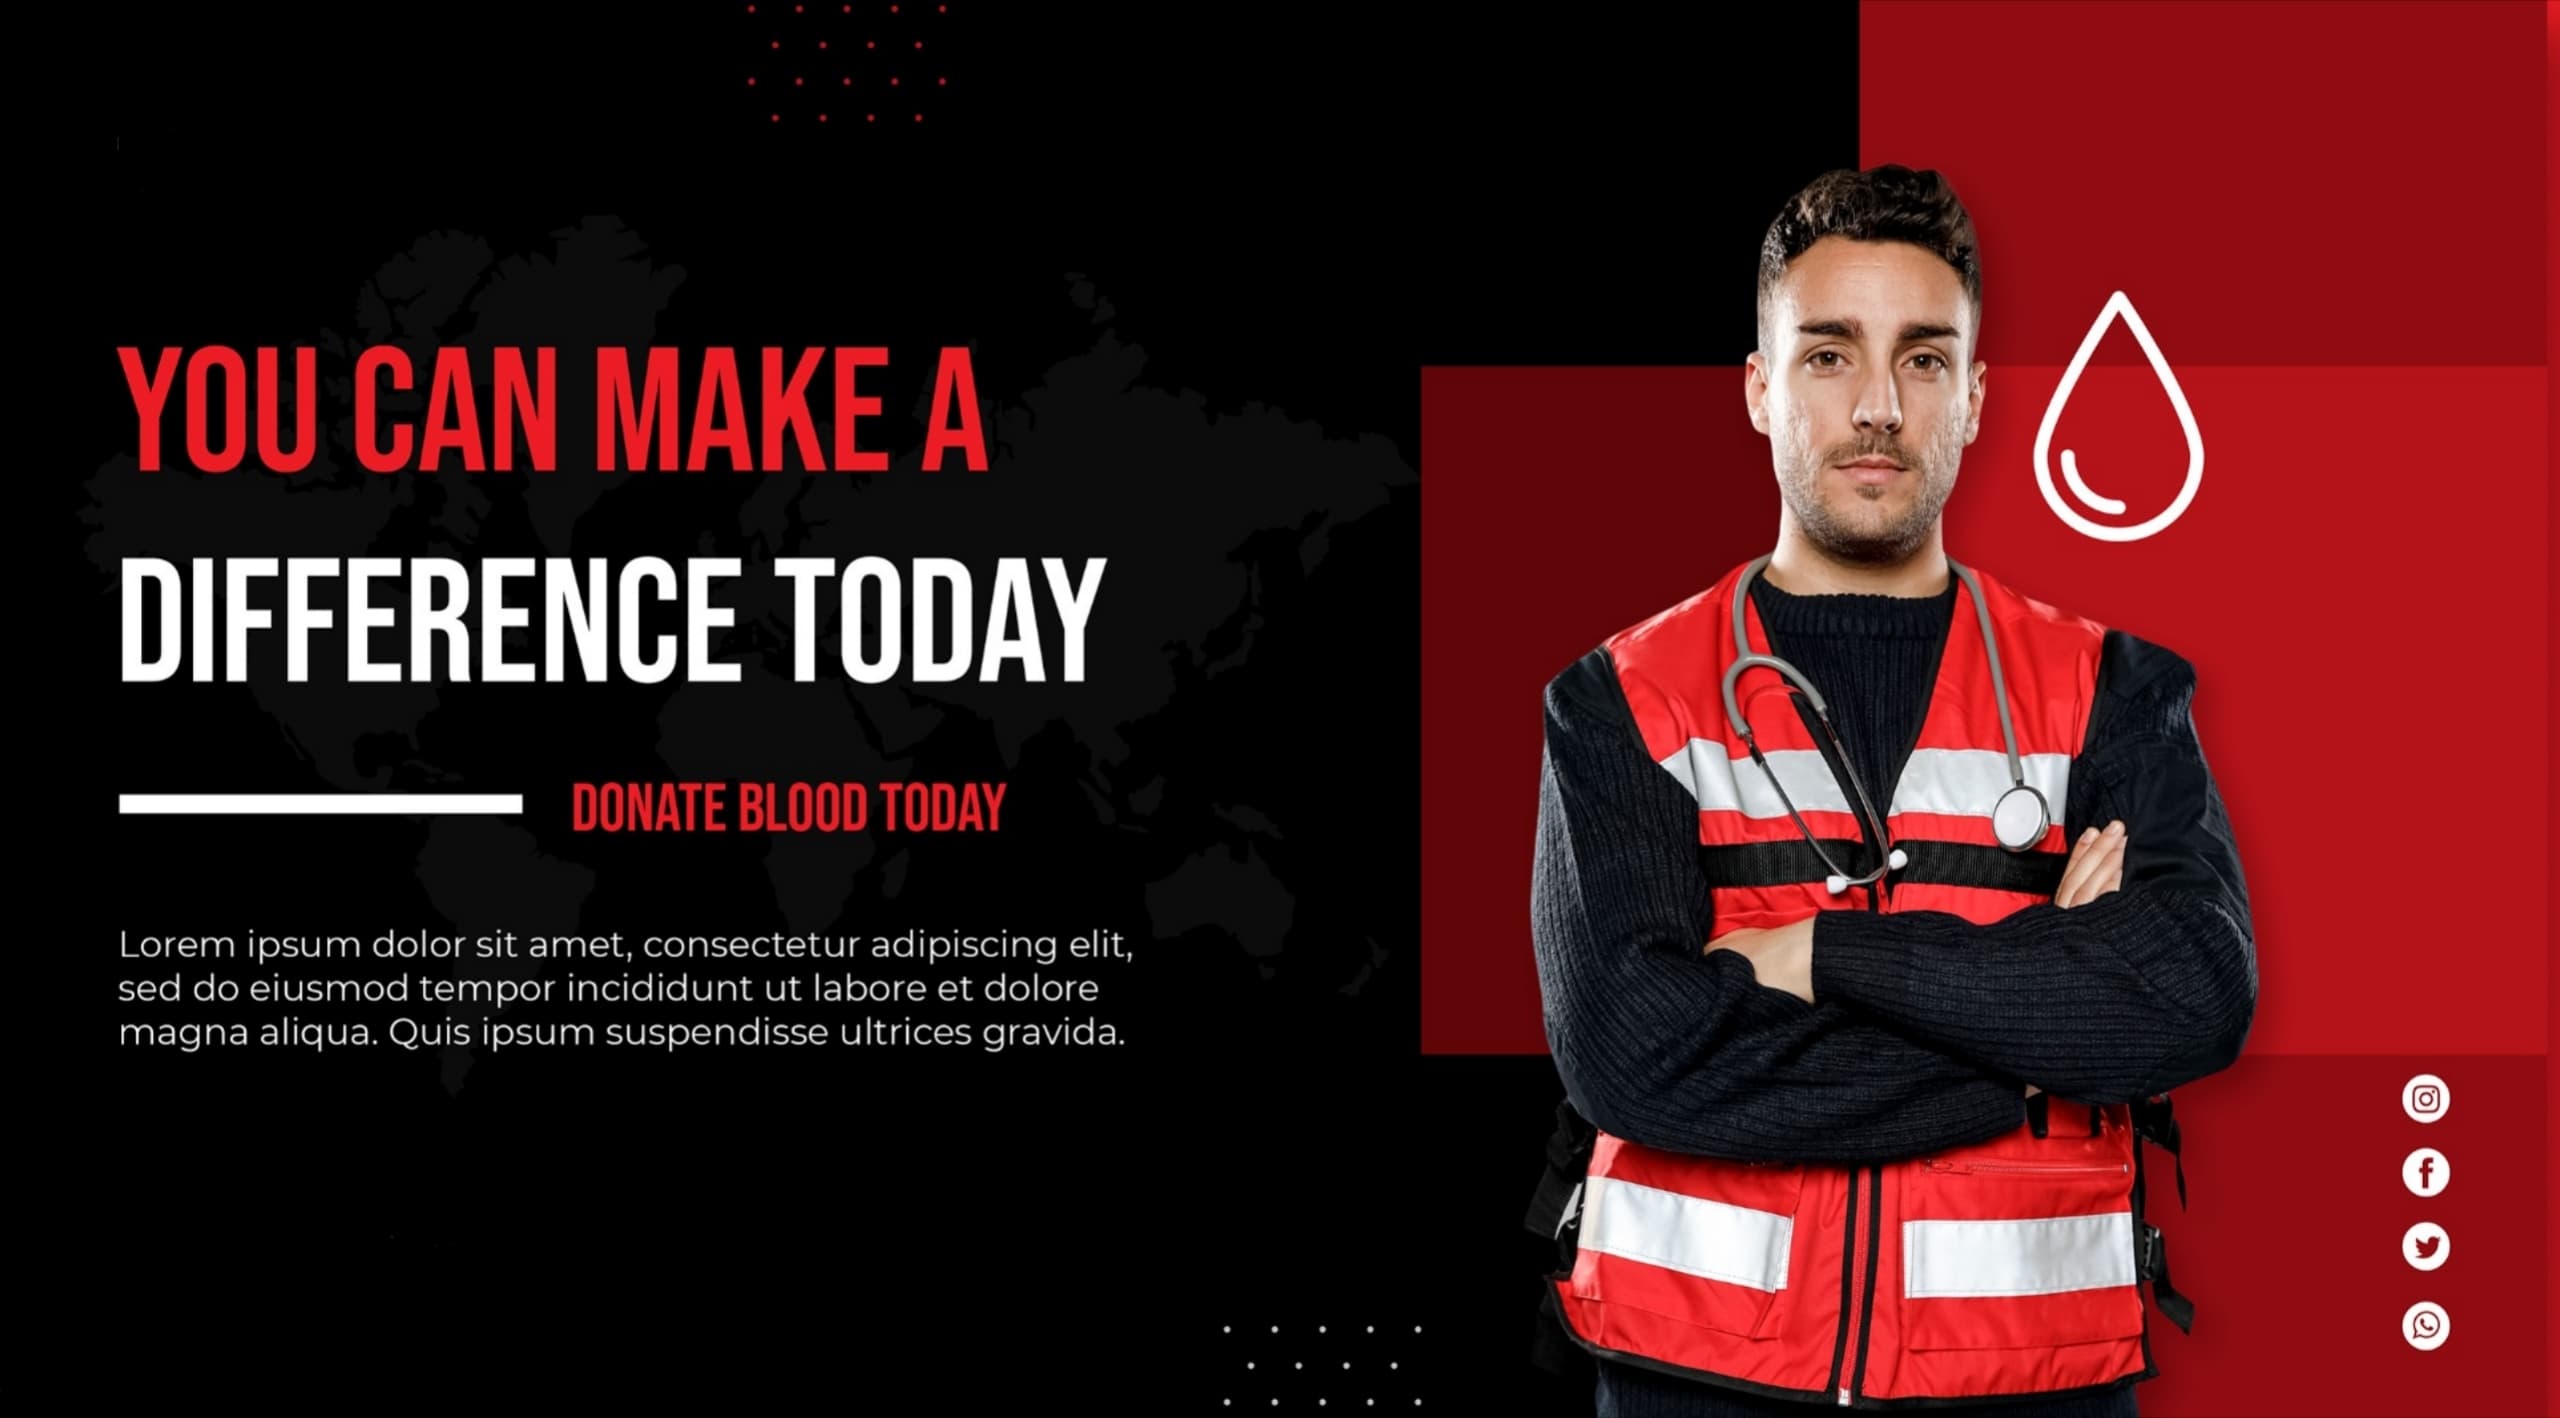 YOU CAN MAKE A
DIFFERENCE TODAY
DONATE BLOOD TODAY
Lorem ipsum dolor sit amet, consectetur adipiscing elit,
sed do eiusmod tempor incididunt ut labore et dolore
magna aliqua. Quis ipsum suspendisse ultrices gravida.